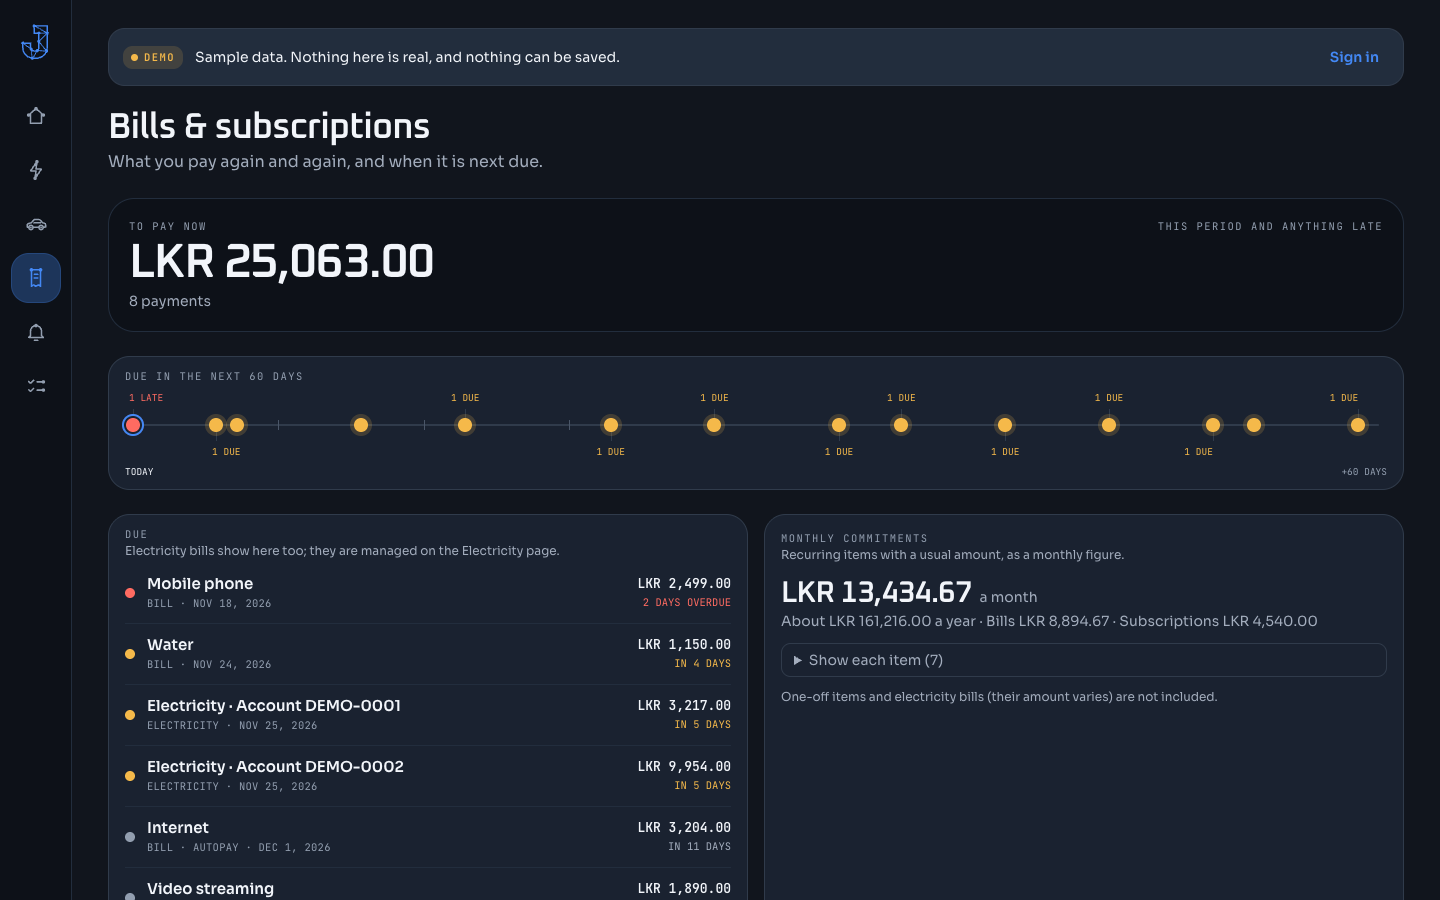 DEMO
Sample data. Nothing here is real, and nothing can be saved.
Sign in
Bills & subscriptions
What you pay again and again, and when it is next due.
TO PAY NOW
THIS PERIOD AND ANYTHING LATE
LKR 25,063.00
8 payments
DUE IN THE NEXT 60 DAYS
1 LATE
1 DUE
1 DUE
1 DUE
1 DUE
1 DUE
1 DUE
1 DUE
1 DUE
1 DUE
1 DUE
TODAY
+60 DAYS
DUE
Electricity bills show here too; they are managed on the Electricity page.
Mobile phone
LKR 2,499.00
BILL · NOV 18, 2026
2 DAYS OVERDUE
Water
LKR 1,150.00
BILL · NOV 24, 2026
IN 4 DAYS
Electricity · Account DEMO-0001
LKR 3,217.00
ELECTRICITY · NOV 25, 2026
IN 5 DAYS
Electricity · Account DEMO-0002
LKR 9,954.00
ELECTRICITY · NOV 25, 2026
IN 5 DAYS
Internet
LKR 3,204.00
BILL · AUTOPAY · DEC 1, 2026
IN 11 DAYS
Video streaming
LKR 1,890.00
MONTHLY COMMITMENTS
Recurring items with a usual amount, as a monthly figure.
LKR 13,434.67 a month
About LKR 161,216.00 a year · Bills LKR 8,894.67 · Subscriptions LKR 4,540.00
Show each item (7)
One-off items and electricity bills (their amount varies) are not included.